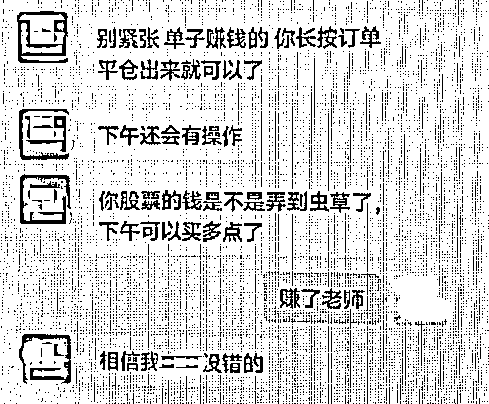 别紧张 单子赚钱的 你长按订单
平仓出来就可以了
下午还会有操作
你股票的钱是不是弄到虫草了，
下午可以买多点了
赚了老师
相信我 没错的